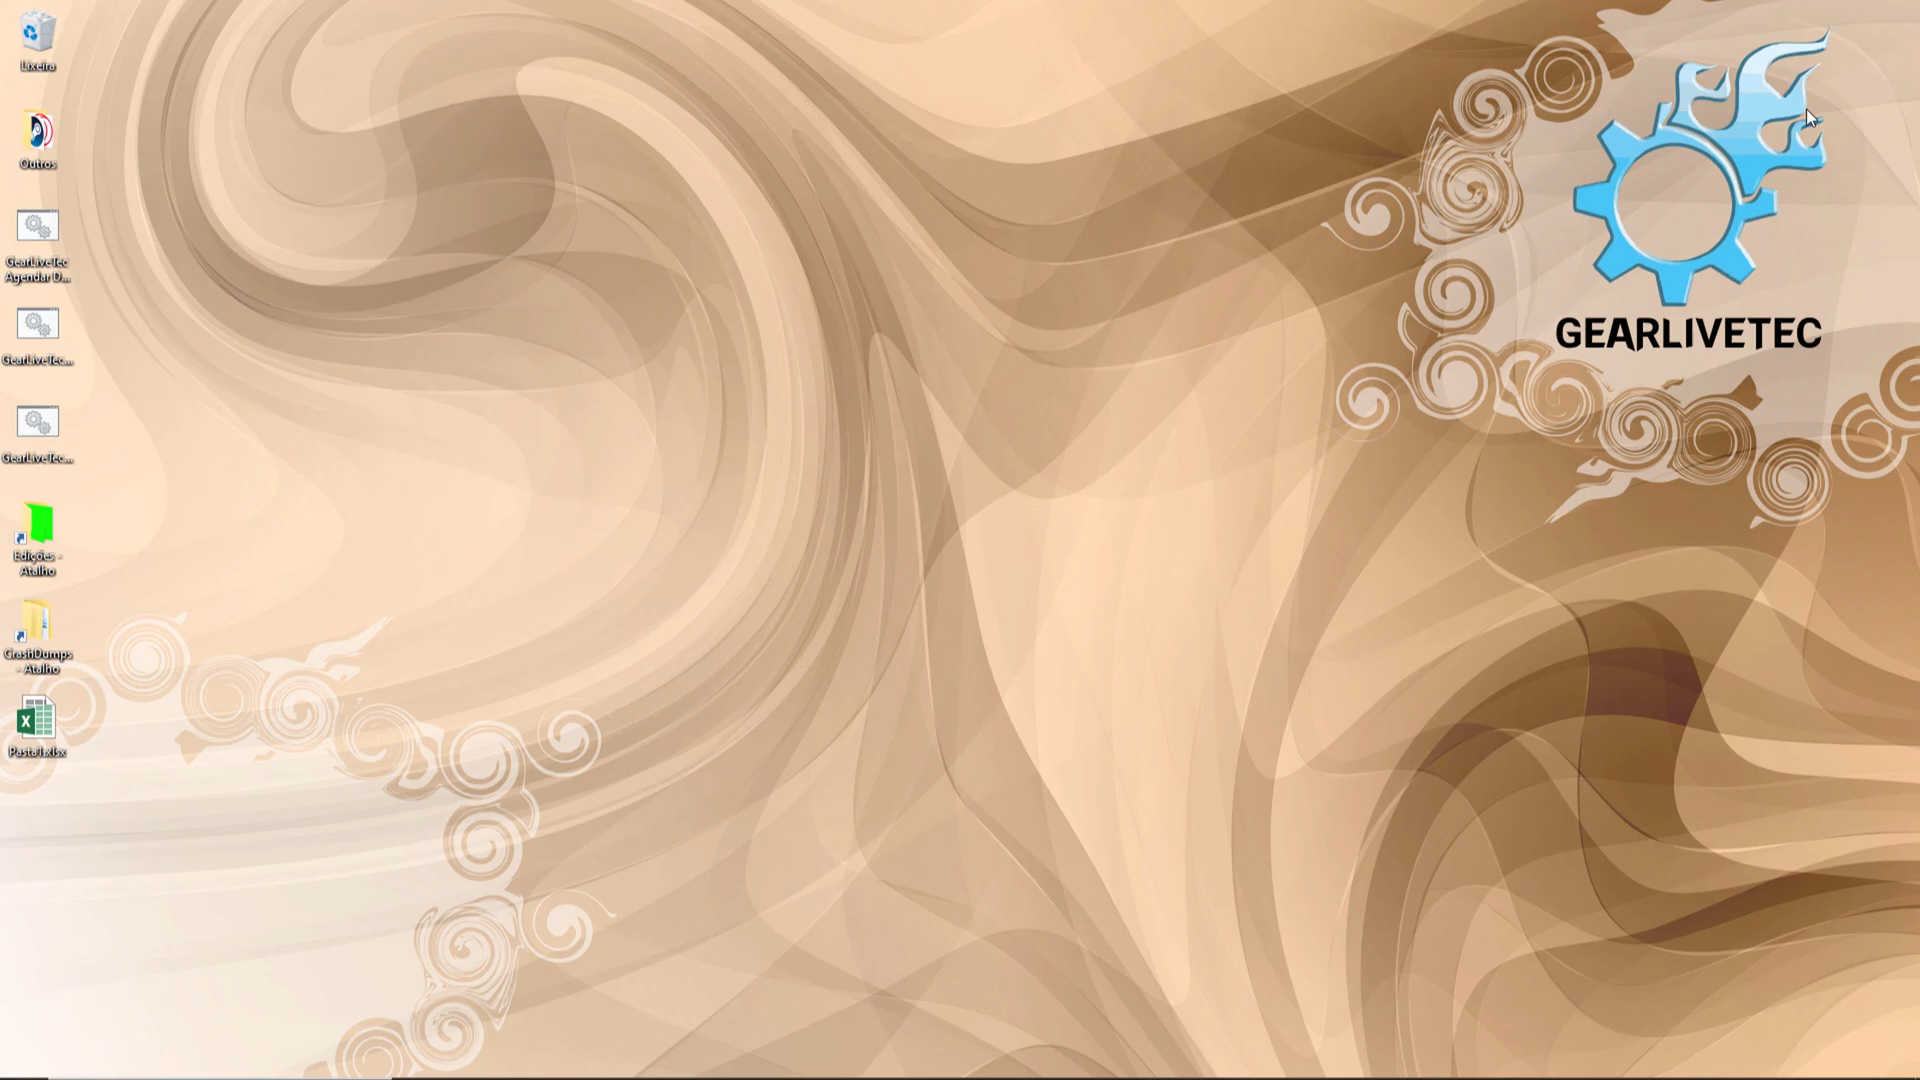 Lixeira
Outros
GearLiveTec
Agendar D...
GearLiveTec...
GearLiveTec...
Edições -
Atalho
CrashDumps
- Atalho
Pasta1.xlsx
GEARLIVETEC